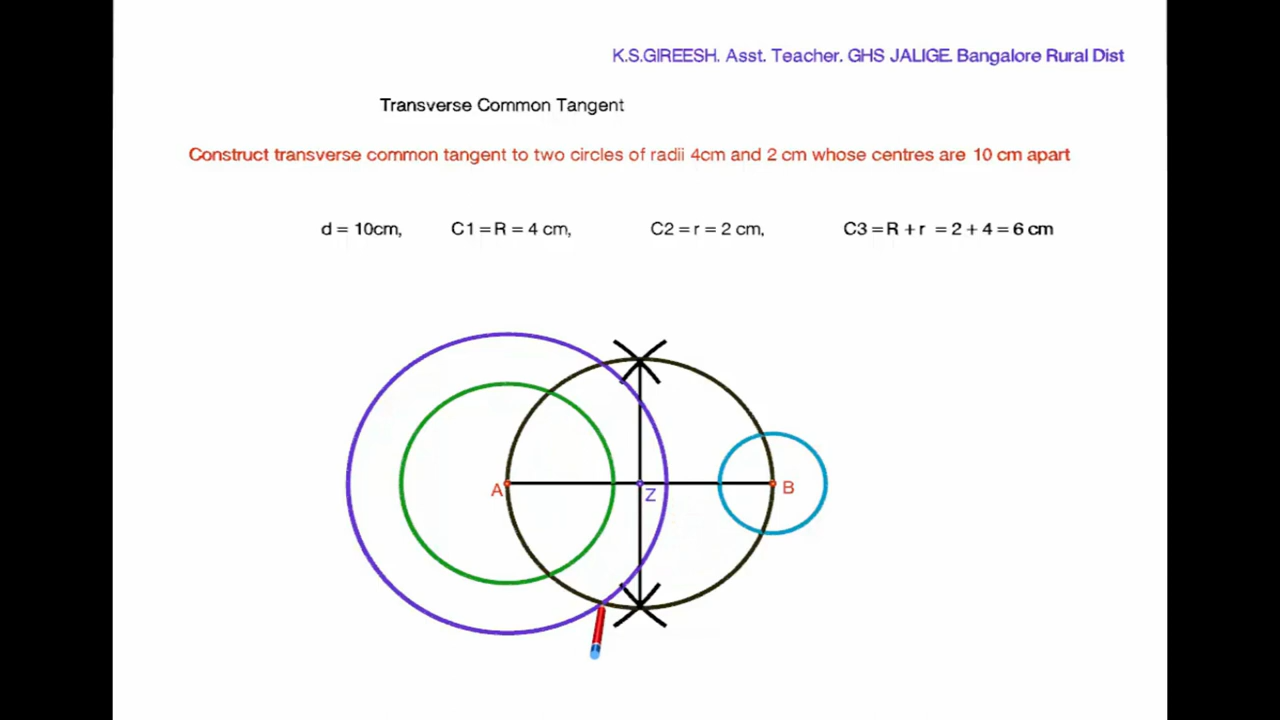 K.S.GIREESH. Asst. Teacher. GHS JALIGE. Bangalore Rural Dist
Transverse Common Tangent
Construct transverse common tangent to two circles of radii 4cm and 2 cm whose centres are 10 cm apart
d = 10cm, C1 = R = 4 cm, C2 = r = 2 cm, C3 = R + r = 2 + 4 = 6 cm
A Z B